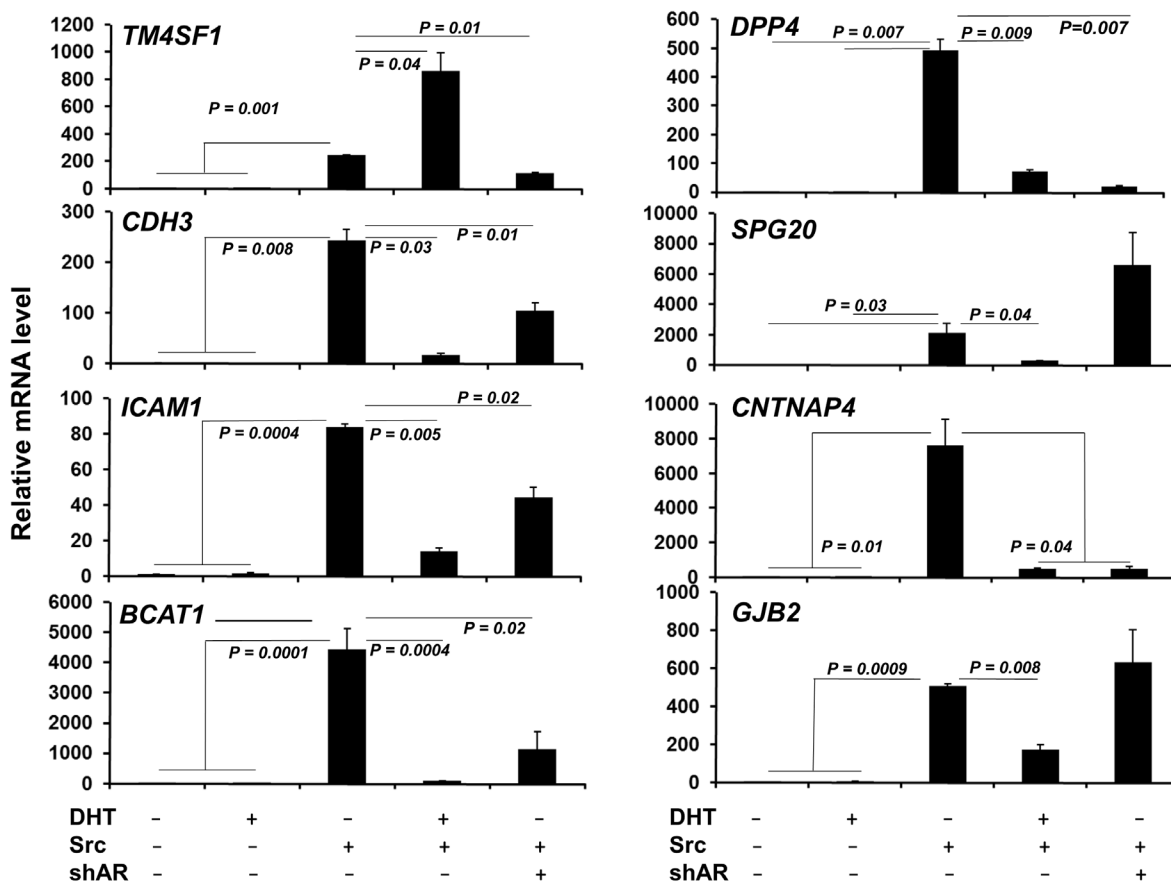 Relative mRNA level
TM4SF1
1200
1000
800
600
400
200
0
P = 0.01
P = 0.04
P = 0.001
CDH3
300
200
100
0
P = 0.008
P = 0.03
P = 0.01
ICAM1
100
80
60
40
20
0
P = 0.02
P = 0.0004
P = 0.005
BCAT1
6000
5000
4000
3000
2000
1000
0
P = 0.02
P = 0.0001
P = 0.0004
DHT – + – + –
Src – – + + +
shAR – – – – +
DPP4
600
500
400
300
200
100
0
P = 0.007
P = 0.009
P=0.007
SPG20
10000
8000
6000
4000
2000
0
P = 0.03
P = 0.04
CNTNAP4
10000
8000
6000
4000
2000
0
P = 0.01
P = 0.04
GJB2
1000
800
600
400
200
0
P = 0.0009
P = 0.008
– + – + –
– – + + +
– – – – +